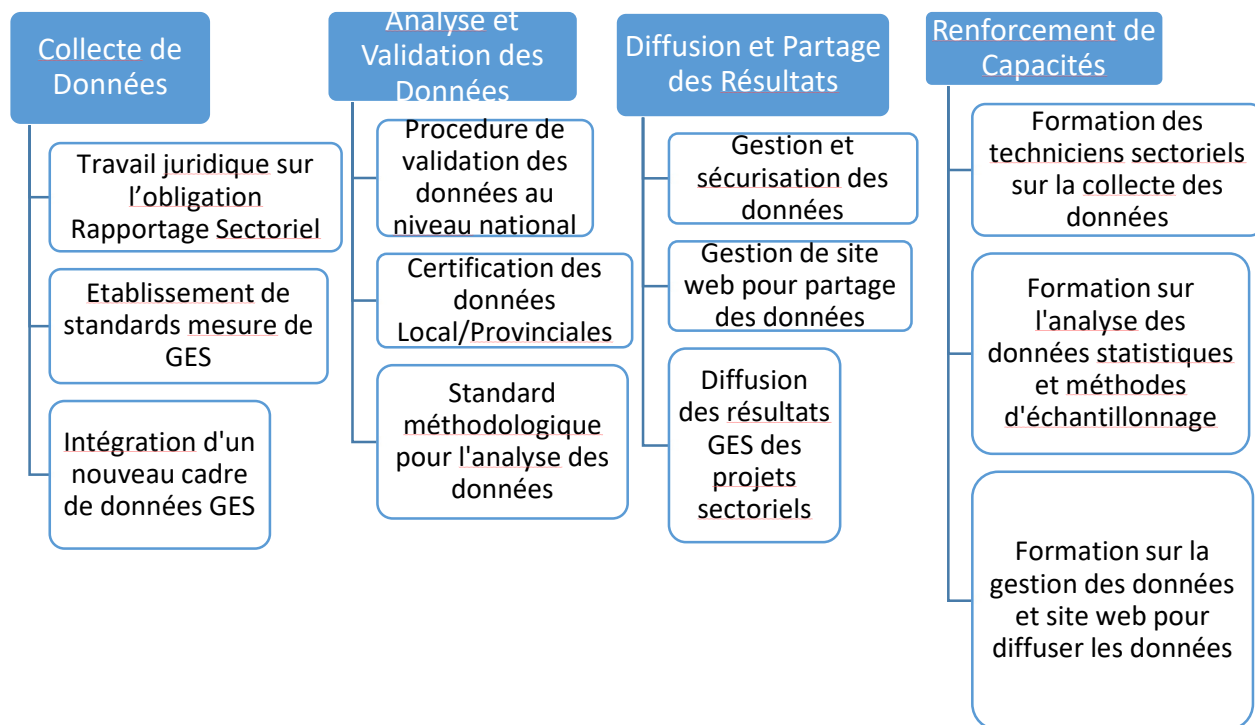 Collecte de
Données
Travail juridique sur
l’obligation
Rapportage Sectoriel
Etablissement de
standards mesure de
GES
Intégration d'un
nouveau cadre
de données GES
Analyse et
Validation des
Données
Procedure de
validation des
données au
niveau national
Certification des
données
Local/Provinciales
Standard
méthodologique
pour l'analyse des
données
Diffusion et Partage
des Résultats
Gestion et
sécurisation des
données
Gestion de site
web pour partage
des données
Diffusion
des résultats
GES des
projets
sectoriels
Renforcement de
Capacités
Formation des
techniciens sectoriels
sur la collecte des
données
Formation sur
l'analyse des
données statistiques
et méthodes
d'échantillonnage
Formation sur la
gestion des données
et site web pour
diffuser les données